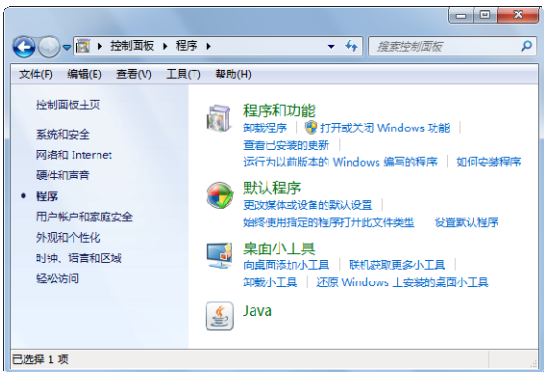 控制面板 ▸ 程序 ▸
搜索控制面板
文件(F) 编辑(E) 查看(V) 工具(T) 帮助(H)
控制面板主页
系统和安全
网络和 Internet
硬件和声音
程序
用户帐户和家庭安全
外观和个性化
时钟、语言和区域
轻松访问
程序和功能
卸载程序 打开或关闭 Windows 功能
查看已安装的更新
运行为以前版本的 Windows 编写的程序 如何安装程序
默认程序
更改媒体或设备的默认设置
始终使用指定的程序打开此文件类型 设置默认程序
桌面小工具
向桌面添加小工具 联机获取更多小工具
卸载小工具 还原 Windows 上安装的桌面小工具
Java
已选择 1 项